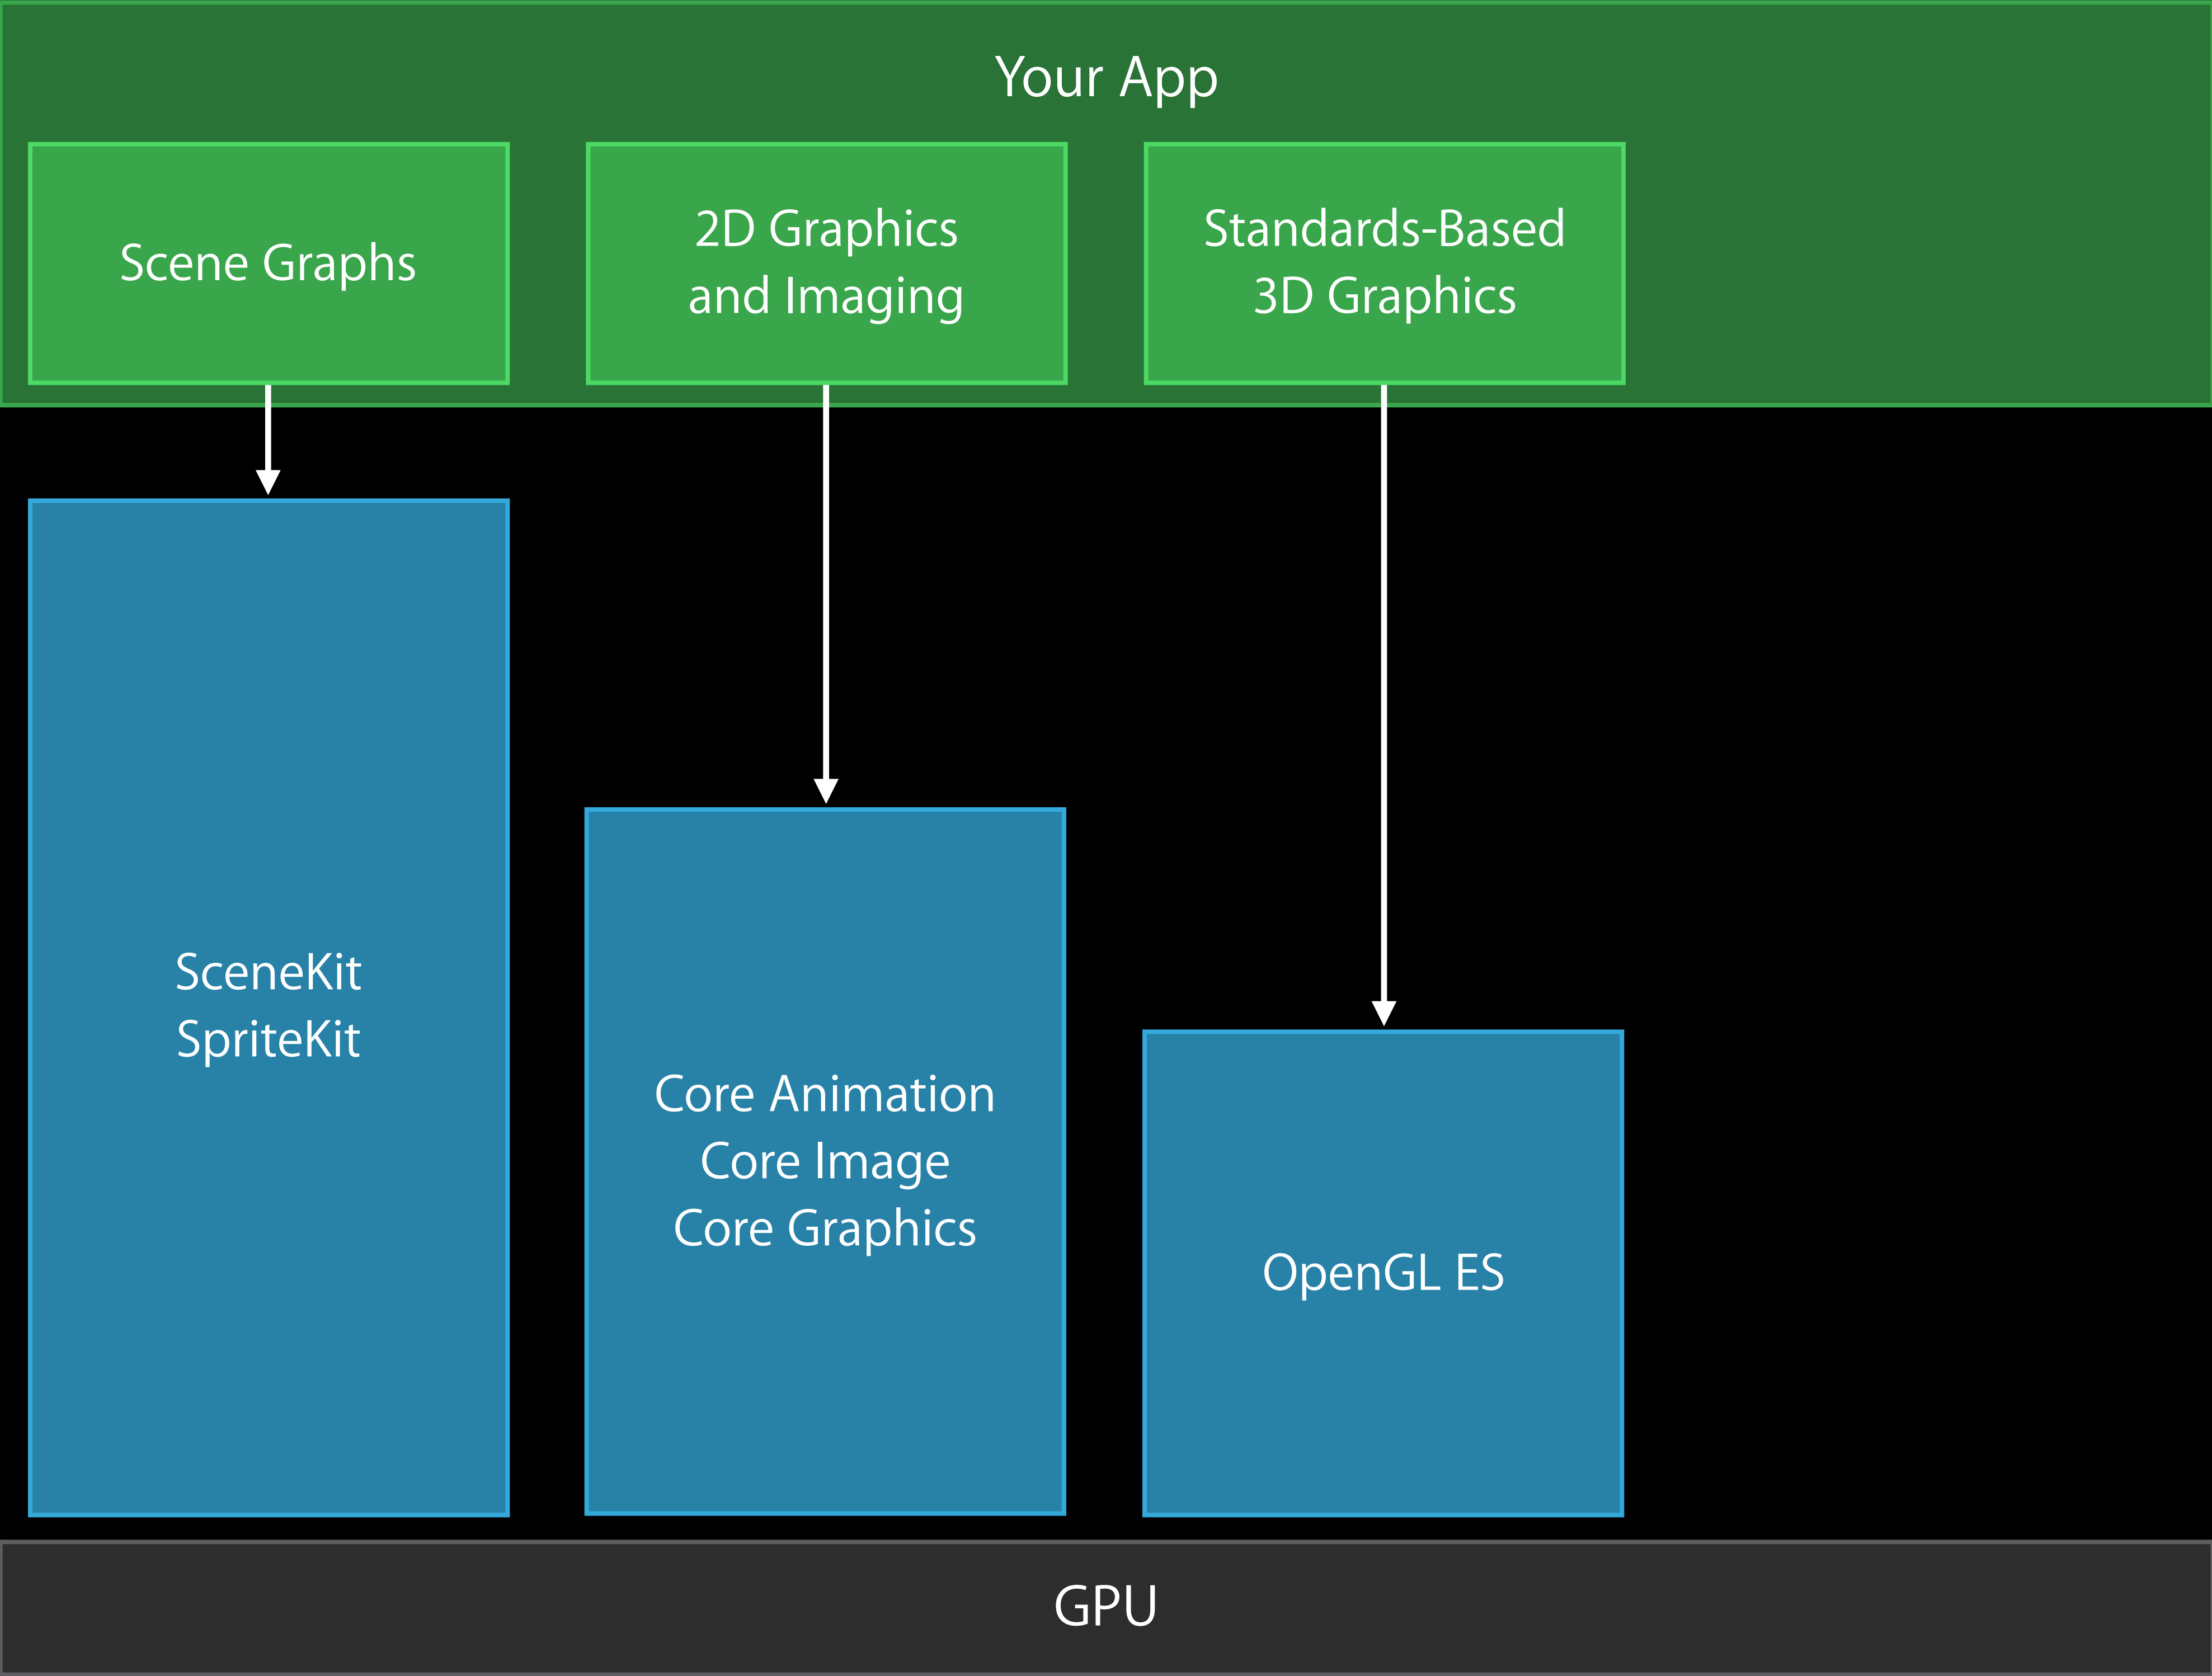 Your App
Scene Graphs
2D Graphics
and Imaging
Standards-Based
3D Graphics
SceneKit
SpriteKit
Core Animation
Core Image
Core Graphics
OpenGL ES
GPU